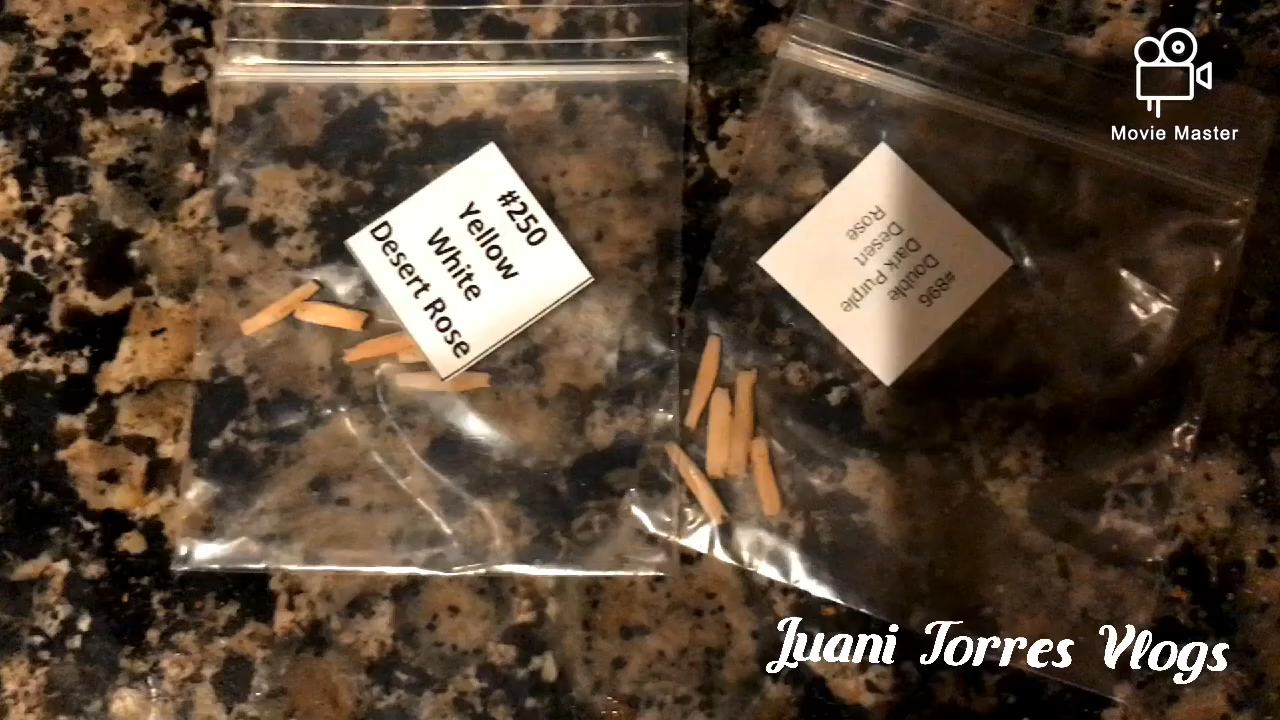 #250
Yellow
White
Desert Rose
#896
Double
Dark Purple
Desert
Rose
Movie Master
Juani Torres Vlogs